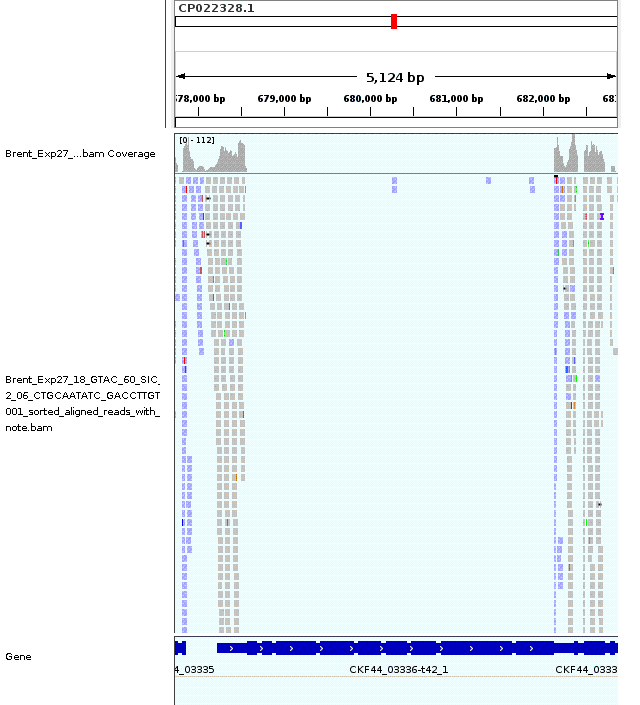 CP022328.1
5,124 bp
678,000 bp 679,000 bp 680,000 bp 681,000 bp 682,000 bp 683
[0 - 112]
Brent_Exp27_...bam Coverage
Brent_Exp27_18_GTAC_60_SIC_
2_06_CTGCAATATC_GACCTTGT
001_sorted_aligned_reads_with_
note.bam
Gene
4_03335 CKF44_03336-t42_1 CKF44_0333